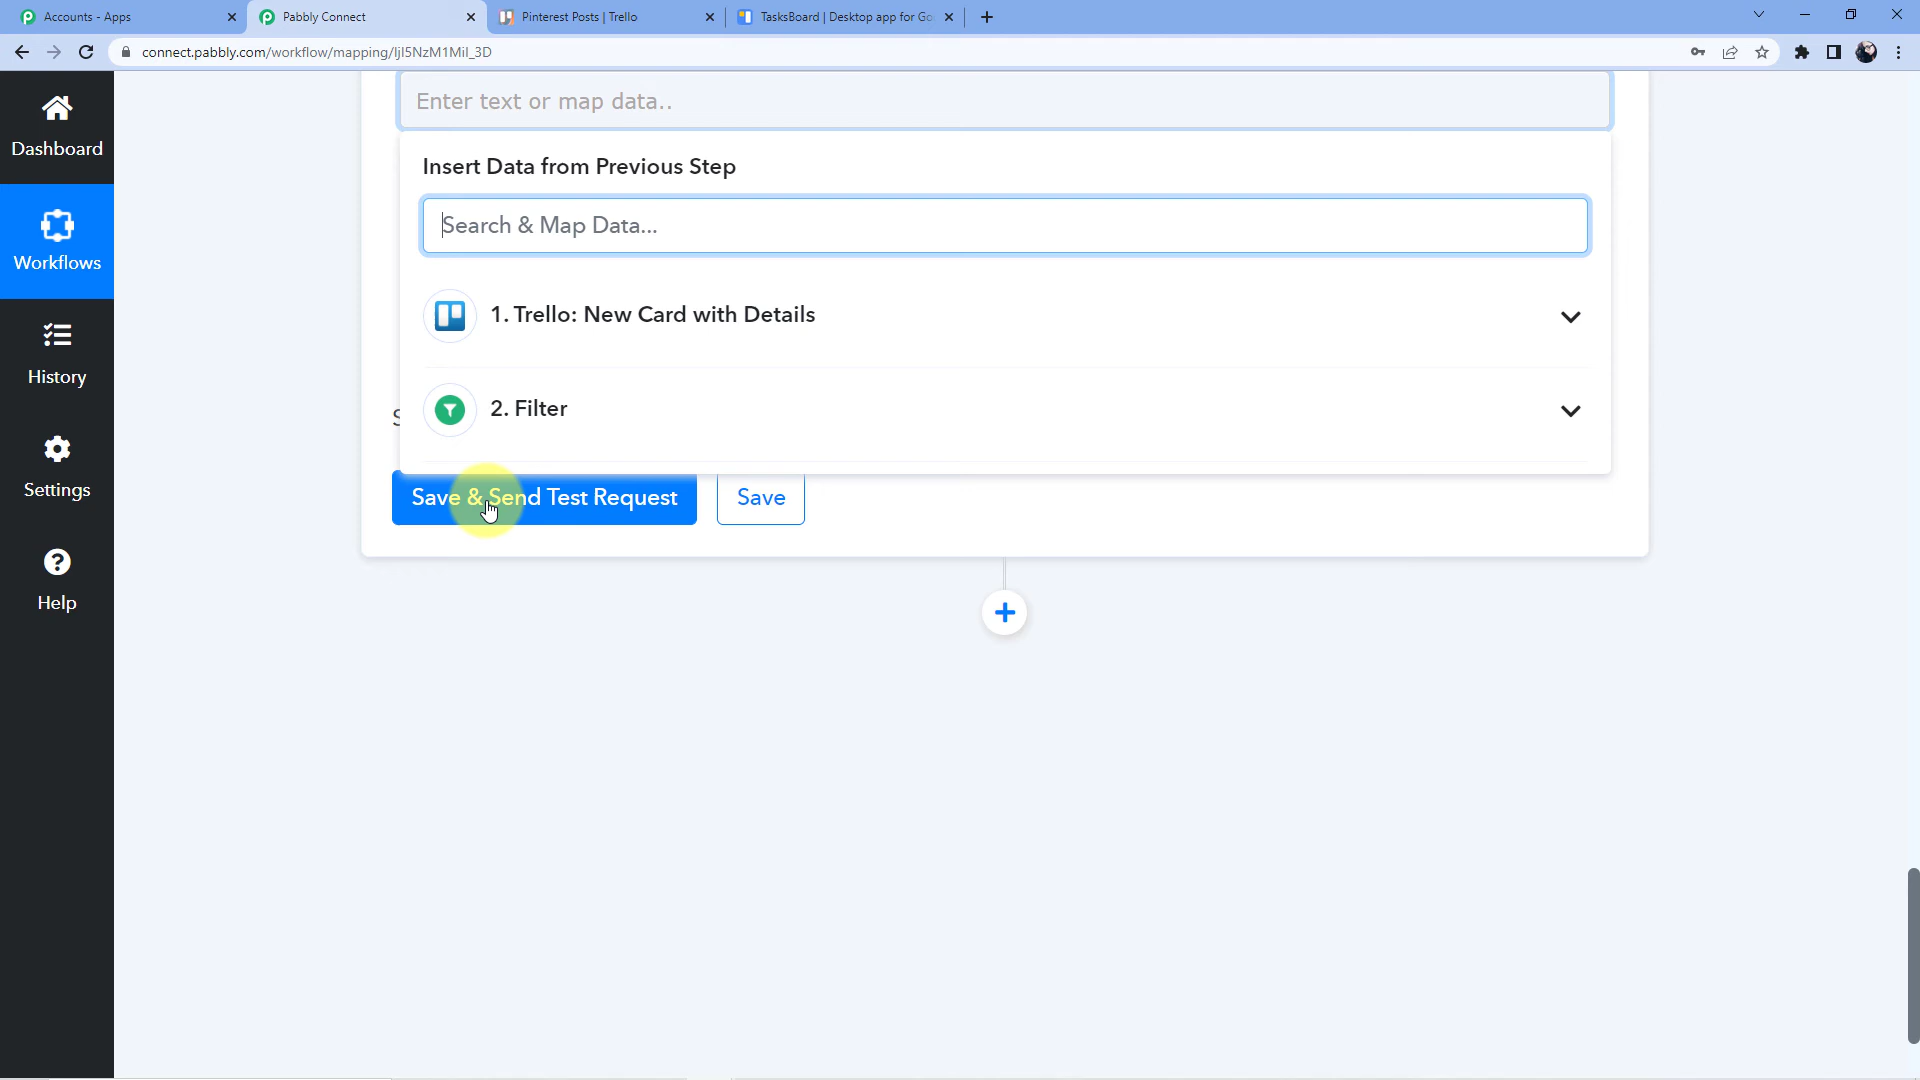 Accounts - Apps
Pabbly Connect
Pinterest Posts | Trello
TasksBoard | Desktop app for Go
connect.pabbly.com/workflow/mapping/IjI5NzM1MiI_3D
Enter text or map data..
Dashboard
Insert Data from Previous Step
Search & Map Data...
Workflows
1. Trello: New Card with Details
History
2. Filter
S
Settings
Save & Send Test Request
Save
Help